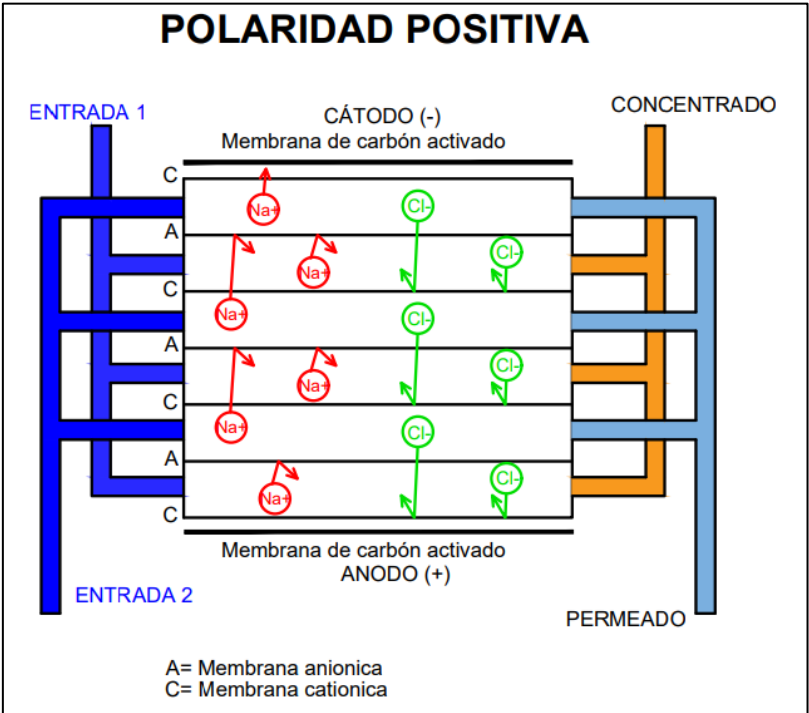 POLARIDAD POSITIVA
ENTRADA 1
CÁTODO (-)
CONCENTRADO
Membrana de carbón activado
C
Na+
Cl-
A
Na+
Cl-
C
Na+
Cl-
A
Na+
Cl-
C
Na+
Cl-
A
Na+
Cl-
C
Membrana de carbón activado
ANODO (+)
ENTRADA 2
PERMEADO
A= Membrana anionica
C= Membrana cationica